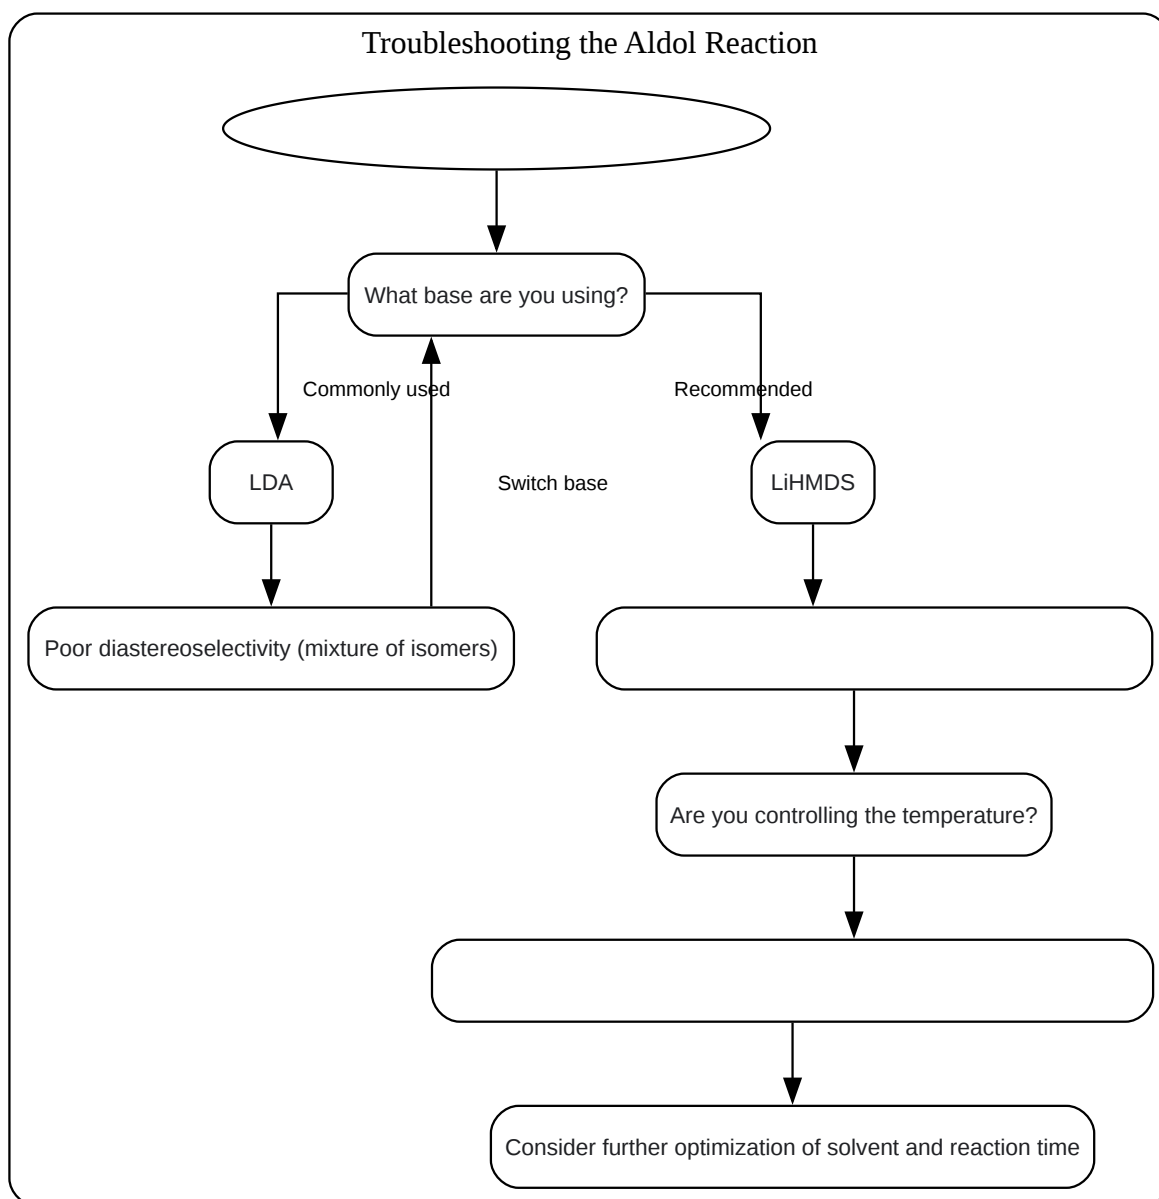 Troubleshooting the Aldol Reaction
What base are you using?
Commonly used
Recommended
LDA
Switch base
LiHMDS
Poor diastereoselectivity (mixture of isomers)
Are you controlling the temperature?
Consider further optimization of solvent and reaction time